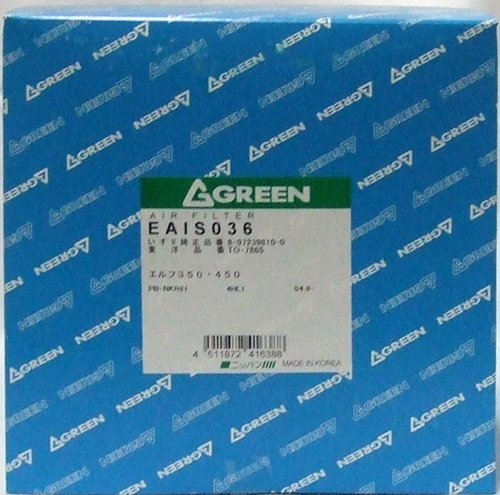 GREEN
AIR FILTER
EAIS036
いすゞ純正品番 8-97239810-0
東洋品番 TO-7865
エルフ350・450
PB-NKR81 4HL1 04.6-
4 511872 416388
ニッパン MADE IN KOREA